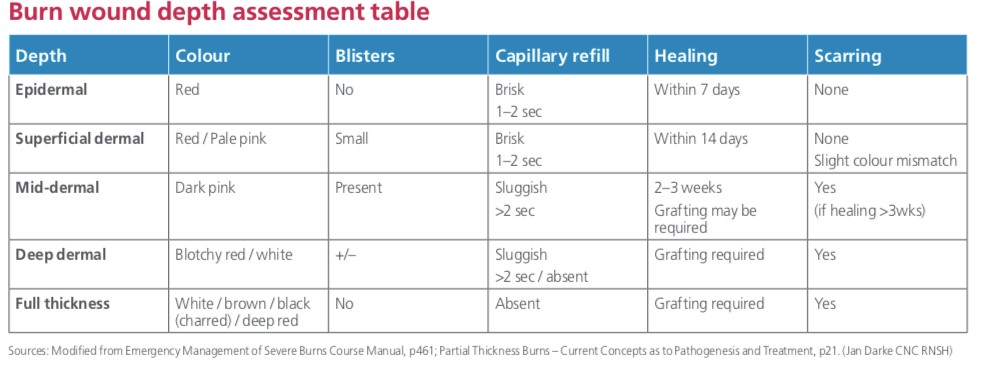 Burn wound depth assessment table
Depth Colour Blisters Capillary refill Healing Scarring
Epidermal Red No Brisk Within 7 days None
1–2 sec
Superficial dermal Red / Pale pink Small Brisk Within 14 days None
1–2 sec Slight colour mismatch
Mid-dermal Dark pink Present Sluggish 2–3 weeks Yes
>2 sec Grafting may be (if healing >3wks)
required
Deep dermal Blotchy red / white +/– Sluggish Grafting required Yes
>2 sec / absent
Full thickness White / brown / black No Absent Grafting required Yes
(charred) / deep red
Sources: Modified from Emergency Management of Severe Burns Course Manual, p461; Partial Thickness Burns – Current Concepts as to Pathogenesis and Treatment, p21. (Jan Darke CNC RNSH)